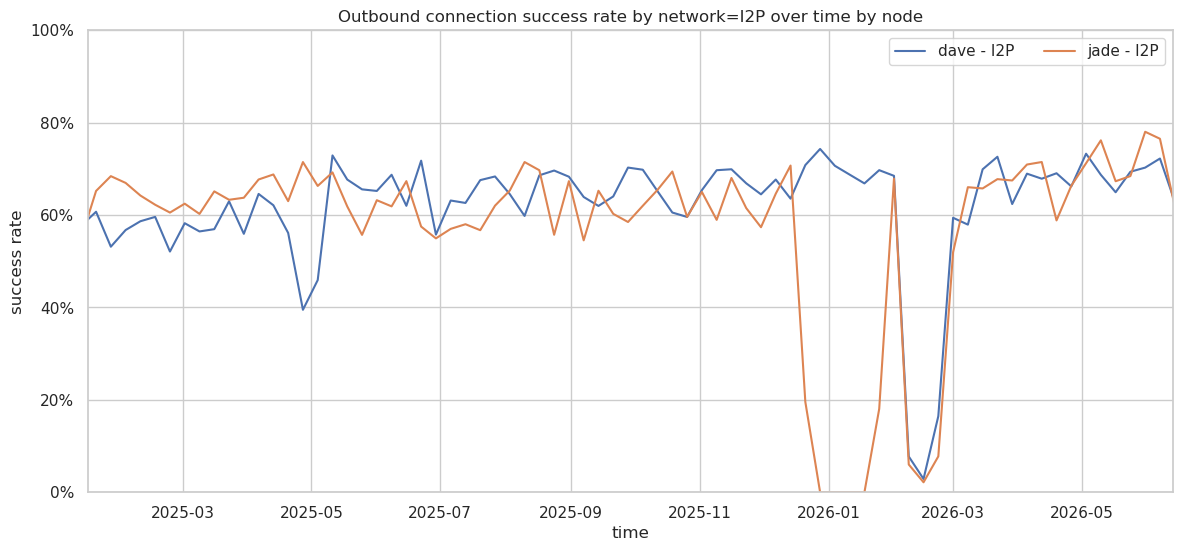 Outbound connection success rate by network=I2P over time by node
dave - I2P
jade - I2P
100%
80%
60%
40%
20%
0%
success rate
2025-03
2025-05
2025-07
2025-09
2025-11
2026-01
2026-03
2026-05
time